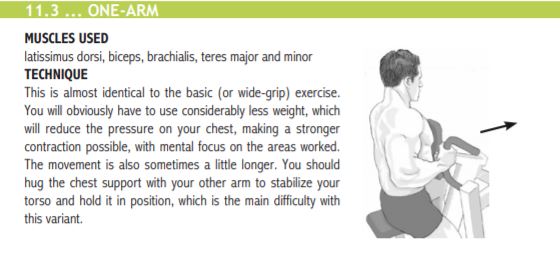 11.3 ... ONE-ARM
MUSCLES USED
latissimus dorsi, biceps, brachialis, teres major and minor
TECHNIQUE
This is almost identical to the basic (or wide-grip) exercise.
You will obviously have to use considerably less weight, which
will reduce the pressure on your chest, making a stronger
contraction possible, with mental focus on the areas worked.
The movement is also sometimes a little longer. You should
hug the chest support with your other arm to stabilize your
torso and hold it in position, which is the main difficulty with
this variant.